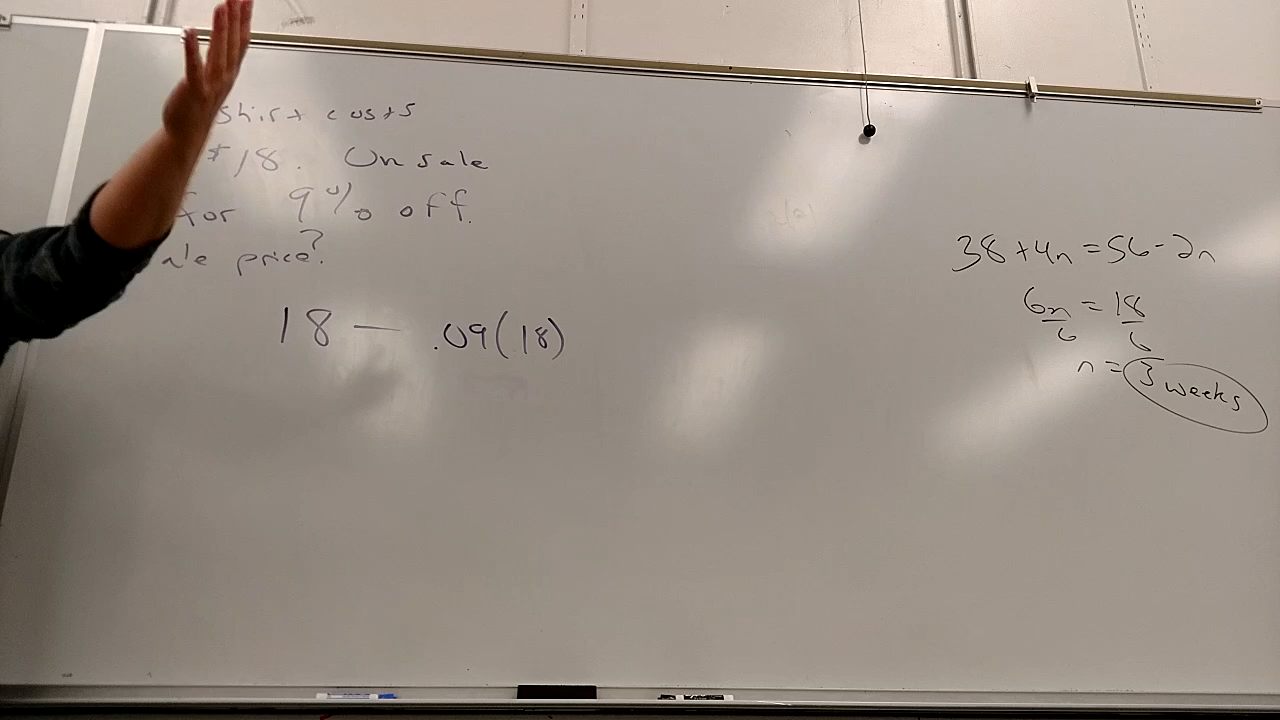 shirt costs
$18. On sale
for 9% off.
ale price?
18 — .09(18)
38+4n=56-2n
6n = 18
6 6
n = 3 weeks